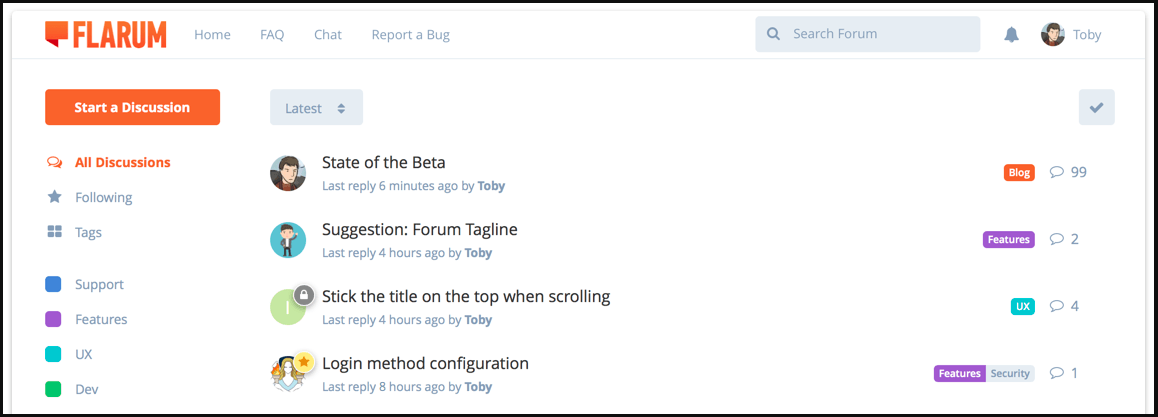 FLARUM Home FAQ Chat Report a Bug Search Forum Toby
Start a Discussion
Latest
All Discussions
Following
Tags
Support
Features
UX
Dev
State of the Beta
Last reply 6 minutes ago by Toby
Blog 99
Suggestion: Forum Tagline
Last reply 4 hours ago by Toby
Features 2
I
Stick the title on the top when scrolling
Last reply 4 hours ago by Toby
UX 4
Login method configuration
Last reply 8 hours ago by Toby
Features Security 1